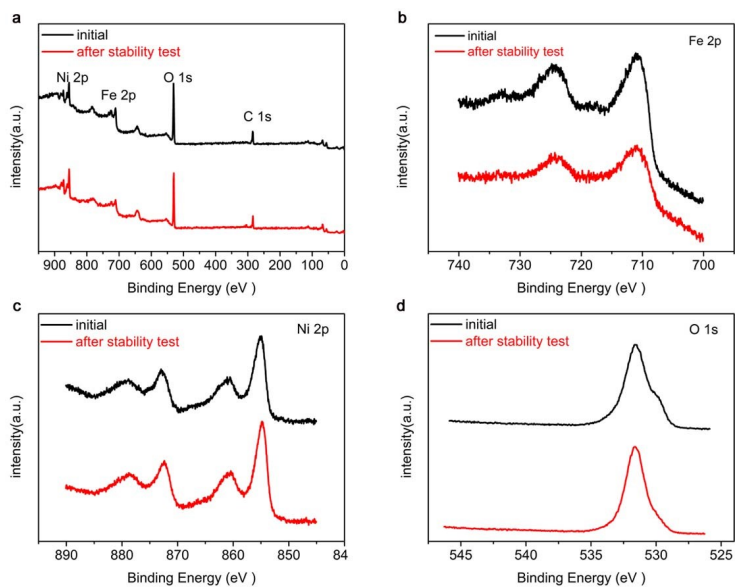 a
initial
after stability test
Ni 2p
Fe 2p
O 1s
C 1s
intensity(a.u.)
900 800 700 600 500 400 300 200 100 0
Binding Energy (eV )
b
initial
after stability test
Fe 2p
intensity(a.u.)
740 730 720 710 700
Binding Energy (eV )
c
initial
after stability test
Ni 2p
intensity(a.u.)
890 880 870 860 850 84
Binding Energy (eV )
d
initial
after stability test
O 1s
intensity(a.u.)
545 540 535 530 525
Binding Energy (eV )